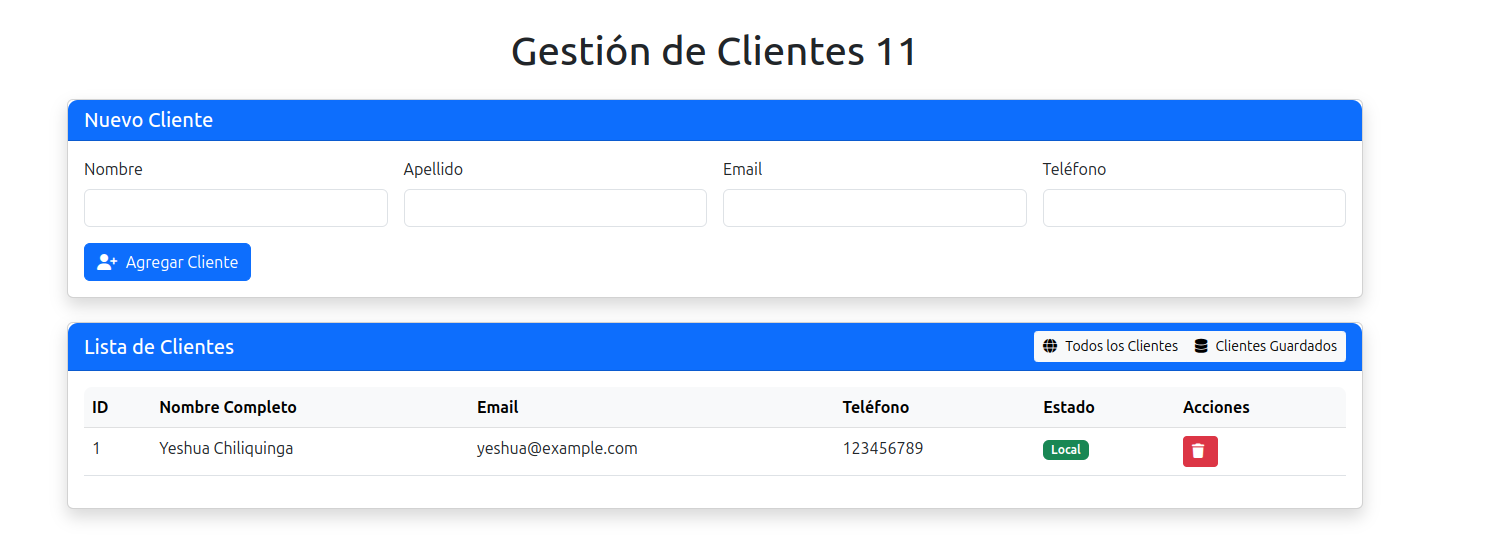 Gestión de Clientes 11
Nuevo Cliente
Nombre Apellido Email Teléfono
Agregar Cliente
Lista de Clientes Todos los Clientes Clientes Guardados
ID Nombre Completo Email Teléfono Estado Acciones
1 Yeshua Chiliquinga yeshua@example.com 123456789 Local